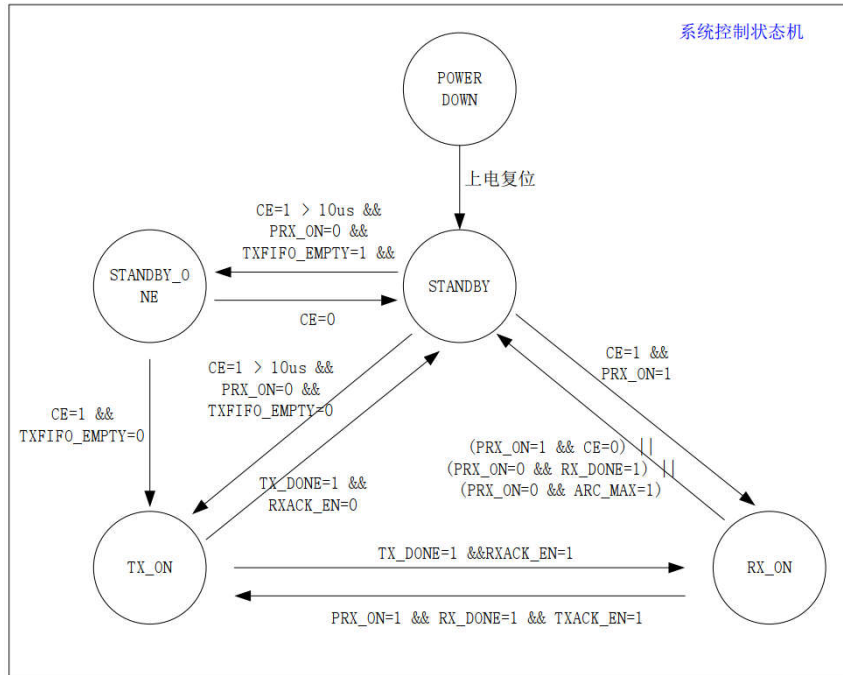 系统控制状态机
POWER
DOWN
上电复位
CE=1 > 10us &&
PRX_ON=0 &&
TXFIFO_EMPTY=1 &&
STANDBY_O
NE
STANDBY
CE=0
CE=1 > 10us &&
PRX_ON=0 &&
TXFIFO_EMPTY=0
CE=1 &&
PRX_ON=1
CE=1 &&
TXFIFO_EMPTY=0
(PRX_ON=1 && CE=0) ||
(PRX_ON=0 && RX_DONE=1) ||
(PRX_ON=0 && ARC_MAX=1)
TX_DONE=1 &&
RXACK_EN=0
TX_ON
TX_DONE=1 &&RXACK_EN=1
RX_ON
PRX_ON=1 && RX_DONE=1 && TXACK_EN=1